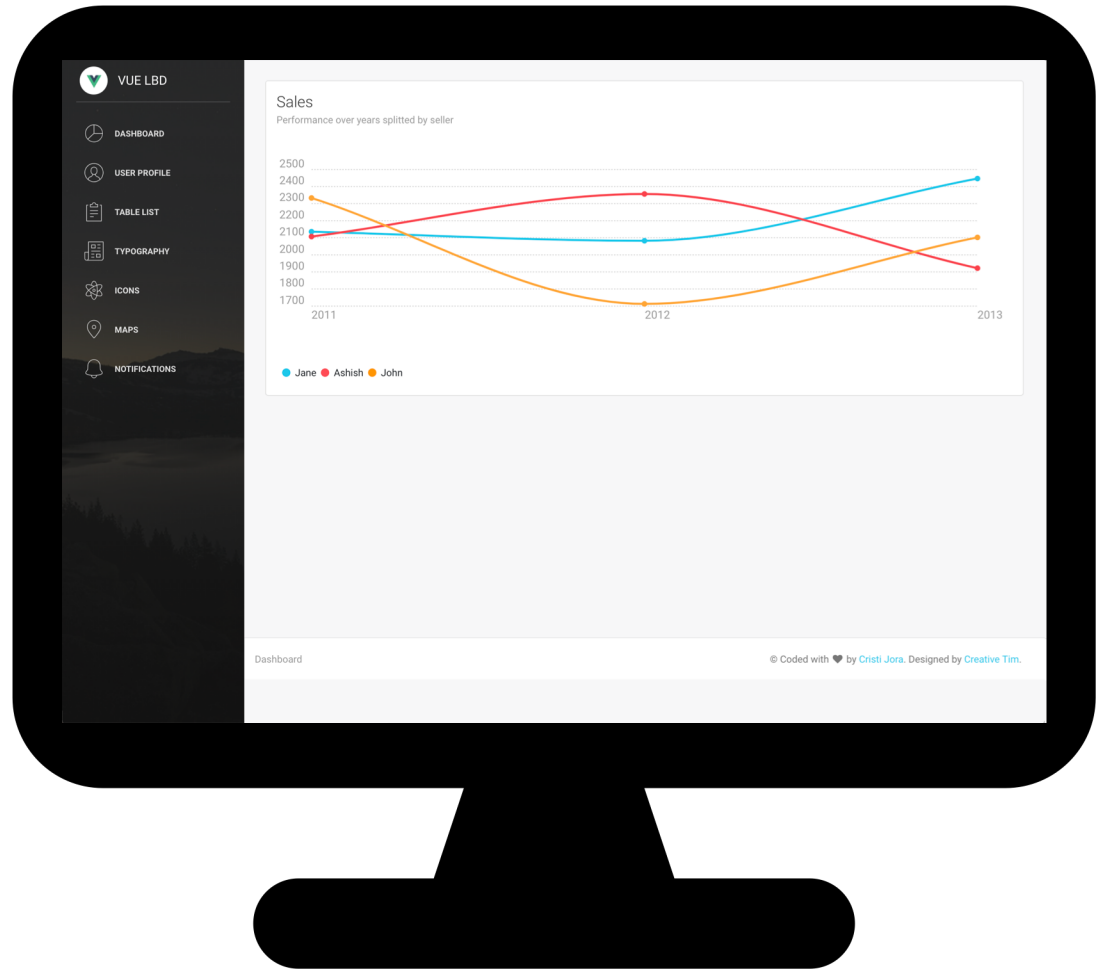 VUE LBD
DASHBOARD
USER PROFILE
TABLE LIST
TYPOGRAPHY
ICONS
MAPS
NOTIFICATIONS
Sales
Performance over years splitted by seller
2500
2400
2300
2200
2100
2000
1900
1800
1700
2011 2012 2013
Jane Ashish John
Dashboard © Coded with ♥ by Cristi Jora. Designed by Creative Tim.